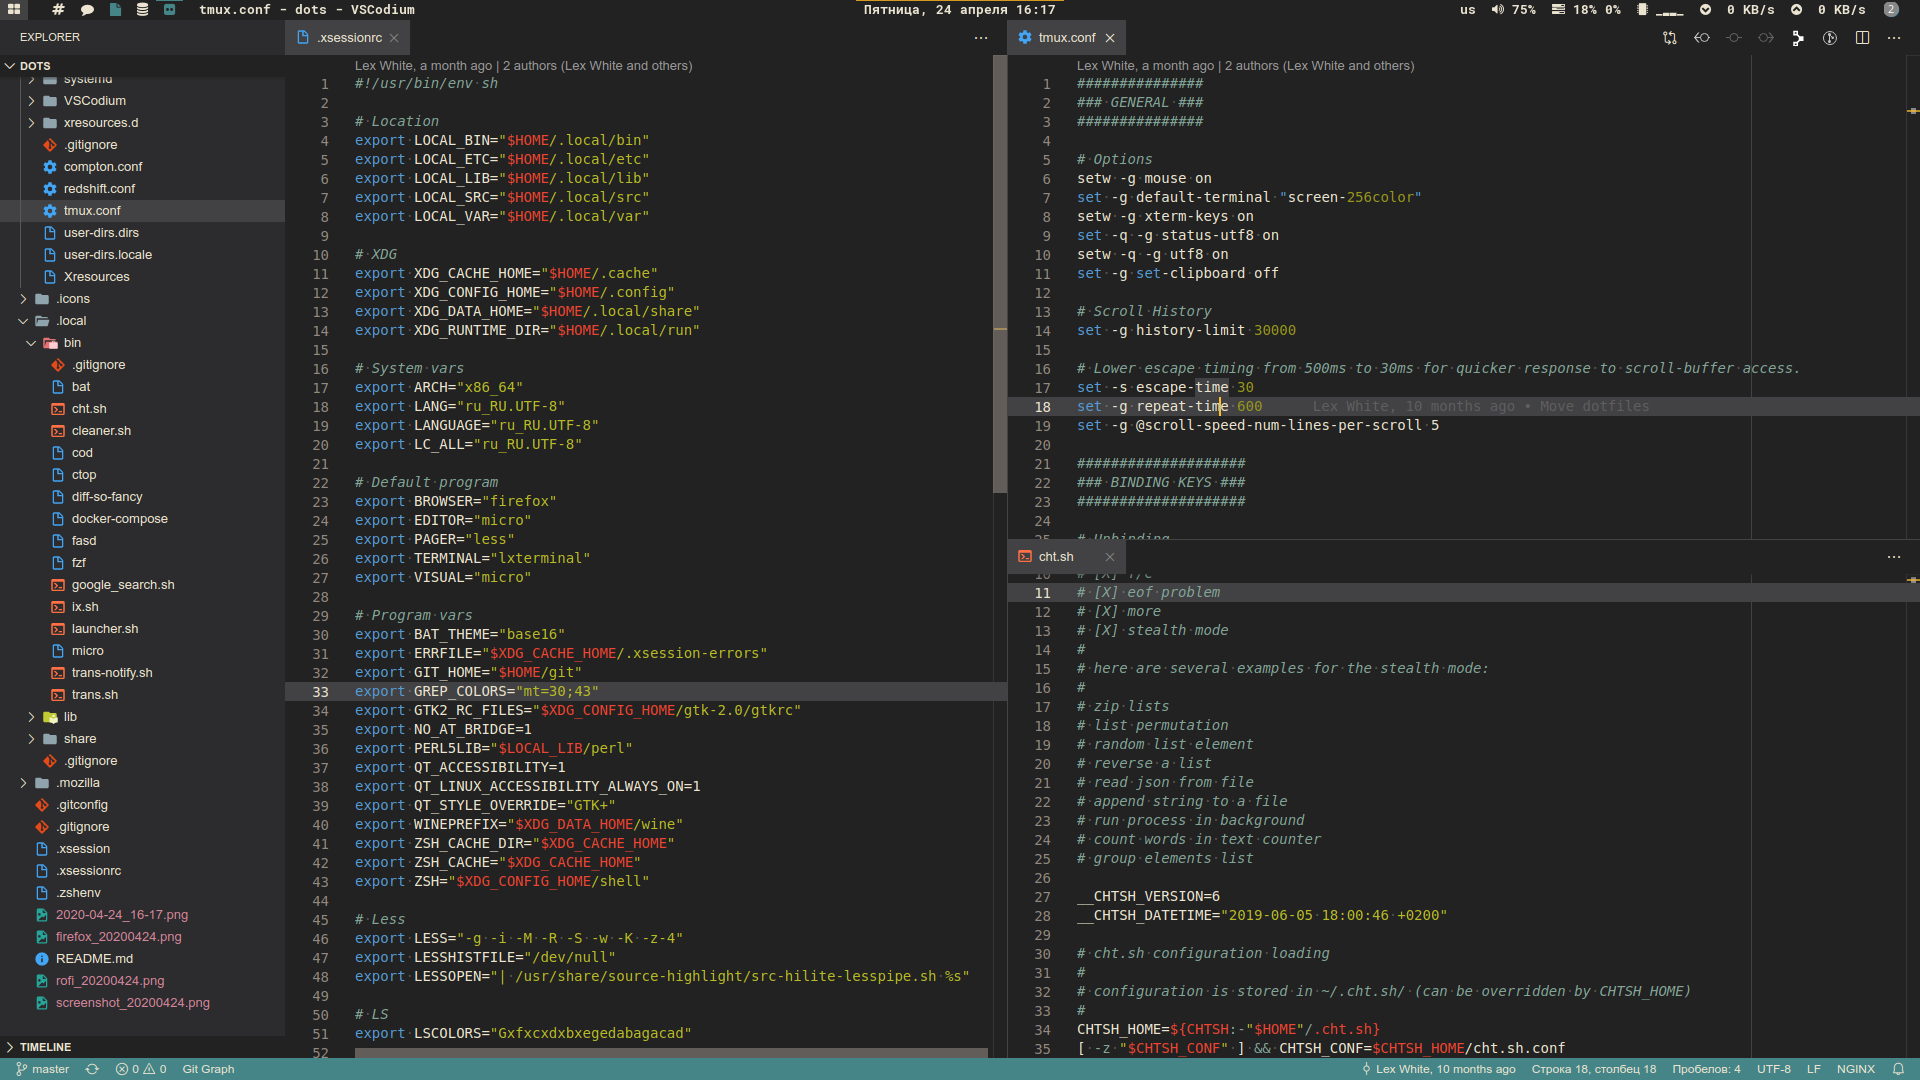 tmux.conf - dots - VSCodium
Пятница, 24 апреля 16:17
us 75% 18% 0% 0 KB/s 0 KB/s 2
EXPLORER
DOTS
systemd
VSCodium
xresources.d
.gitignore
compton.conf
redshift.conf
tmux.conf
user-dirs.dirs
user-dirs.locale
Xresources
.icons
.local
bin
.gitignore
bat
cht.sh
cleaner.sh
cod
ctop
diff-so-fancy
docker-compose
fasd
fzf
google_search.sh
ix.sh
launcher.sh
micro
trans-notify.sh
trans.sh
lib
share
.gitignore
.mozilla
.gitconfig
.gitignore
.xsession
.xsessionrc
.zshenv
2020-04-24_16-17.png
firefox_20200424.png
README.md
rofi_20200424.png
screenshot_20200424.png
TIMELINE
.xsessionrc
Lex White, a month ago | 2 authors (Lex White and others)
1 #!/usr/bin/env sh
2
3 # Location
4 export LOCAL_BIN="$HOME/.local/bin"
5 export LOCAL_ETC="$HOME/.local/etc"
6 export LOCAL_LIB="$HOME/.local/lib"
7 export LOCAL_SRC="$HOME/.local/src"
8 export LOCAL_VAR="$HOME/.local/var"
9
10 # XDG
11 export XDG_CACHE_HOME="$HOME/.cache"
12 export XDG_CONFIG_HOME="$HOME/.config"
13 export XDG_DATA_HOME="$HOME/.local/share"
14 export XDG_RUNTIME_DIR="$HOME/.local/run"
15
16 # System vars
17 export ARCH="x86_64"
18 export LANG="ru_RU.UTF-8"
19 export LANGUAGE="ru_RU.UTF-8"
20 export LC_ALL="ru_RU.UTF-8"
21
22 # Default program
23 export BROWSER="firefox"
24 export EDITOR="micro"
25 export PAGER="less"
26 export TERMINAL="lxterminal"
27 export VISUAL="micro"
28
29 # Program vars
30 export BAT_THEME="base16"
31 export ERRFILE="$XDG_CACHE_HOME/.xsession-errors"
32 export GIT_HOME="$HOME/git"
33 export GREP_COLORS="mt=30;43"
34 export GTK2_RC_FILES="$XDG_CONFIG_HOME/gtk-2.0/gtkrc"
35 export NO_AT_BRIDGE=1
36 export PERL5LIB="$LOCAL_LIB/perl"
37 export QT_ACCESSIBILITY=1
38 export QT_LINUX_ACCESSIBILITY_ALWAYS_ON=1
39 export QT_STYLE_OVERRIDE="GTK+"
40 export WINEPREFIX="$XDG_DATA_HOME/wine"
41 export ZSH_CACHE_DIR="$XDG_CACHE_HOME"
42 export ZSH_CACHE="$XDG_CACHE_HOME"
43 export ZSH="$XDG_CONFIG_HOME/shell"
44
45 # Less
46 export LESS="-g -i -M -R -S -w -K -z-4"
47 export LESSHISTFILE="/dev/null"
48 export LESSOPEN="| /usr/share/source-highlight/src-hilite-lesspipe.sh %s"
49
50 # LS
51 export LSCOLORS="Gxfxcxdxbxegedabagacad"
52
tmux.conf
Lex White, a month ago | 2 authors (Lex White and others)
1 ###############
2 ### GENERAL ###
3 ###############
4
5 # Options
6 setw -g mouse on
7 set -g default-terminal "screen-256color"
8 setw -g xterm-keys on
9 set -q -g status-utf8 on
10 setw -q -g utf8 on
11 set -g set-clipboard off
12
13 # Scroll History
14 set -g history-limit 30000
15
16 # Lower escape timing from 500ms to 30ms for quicker response to scroll-buffer access.
17 set -s escape-time 30
18 set -g repeat-time 600 Lex White, 10 months ago • Move dotfiles
19 set -g @scroll-speed-num-lines-per-scroll 5
20
21 ####################
22 ### BINDING KEYS ###
23 ####################
24
25 # Unbinding
cht.sh
10 # [X] f/c
11 # [X] eof problem
12 # [X] more
13 # [X] stealth mode
14 #
15 # here are several examples for the stealth mode:
16 #
17 # zip lists
18 # list permutation
19 # random list element
20 # reverse a list
21 # read json from file
22 # append string to a file
23 # run process in background
24 # count words in text counter
25 # group elements list
26
27 __CHTSH_VERSION=6
28 __CHTSH_DATETIME="2019-06-05 18:00:46 +0200"
29
30 # cht.sh configuration loading
31 #
32 # configuration is stored in ~/.cht.sh/ (can be overridden by CHTSH_HOME)
33 #
34 CHTSH_HOME=${CHTSH:-"$HOME"/.cht.sh}
35 [ -z "$CHTSH_CONF" ] && CHTSH_CONF=$CHTSH_HOME/cht.sh.conf
master 0 0 Git Graph
Lex White, 10 months ago Строка 18, столбец 18 Пробелов: 4 UTF-8 LF NGINX